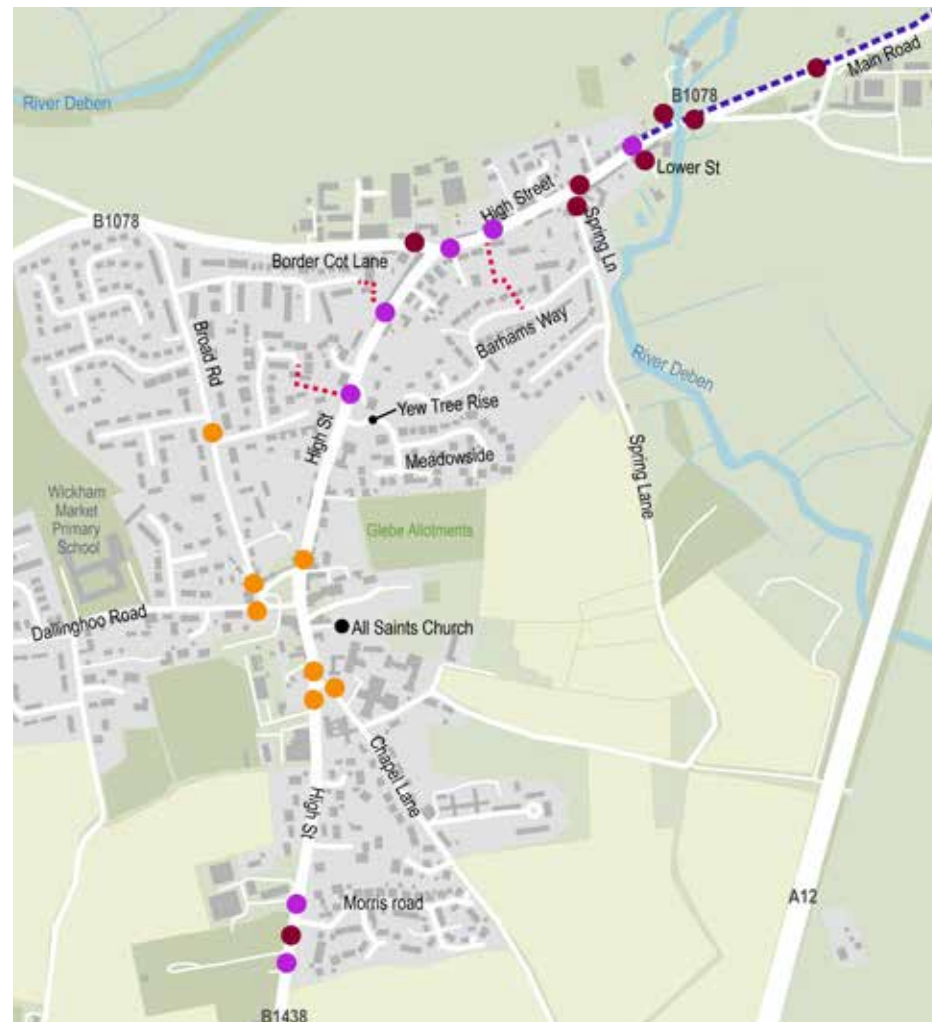 Main Road
River Deben
B1078
Lower St
High Street
B1078
Spring Ln
Border Cot Lane
Barhams Way
Broad Rd
River Deben
Yew Tree Rise
High St
Meadowside
Spring Lane
Wickham
Market
Primary
School
Glebe Allotments
Dallinghoo Road
All Saints Church
Chapel Lane
High St
A12
Morris road
B1438